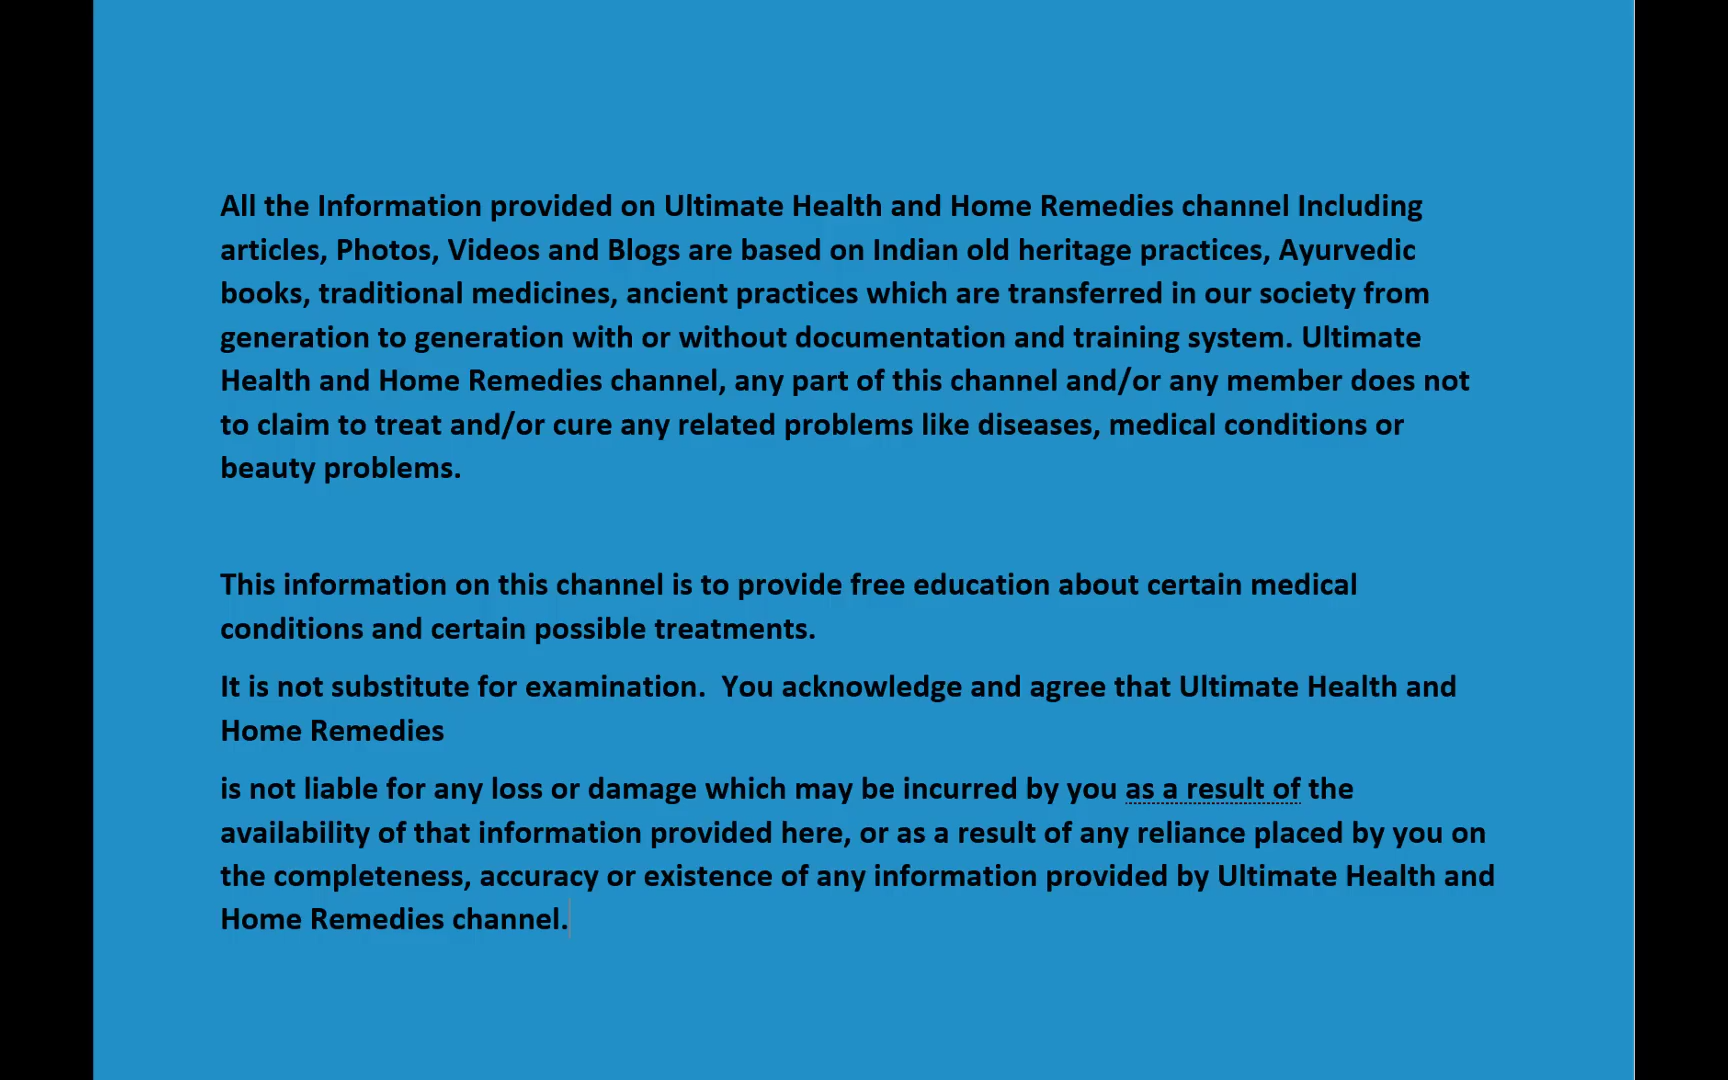 All the Information provided on Ultimate Health and Home Remedies channel Including
articles, Photos, Videos and Blogs are based on Indian old heritage practices, Ayurvedic
books, traditional medicines, ancient practices which are transferred in our society from
generation to generation with or without documentation and training system. Ultimate
Health and Home Remedies channel, any part of this channel and/or any member does not
to claim to treat and/or cure any related problems like diseases, medical conditions or
beauty problems.
This information on this channel is to provide free education about certain medical
conditions and certain possible treatments.
It is not substitute for examination.  You acknowledge and agree that Ultimate Health and
Home Remedies
is not liable for any loss or damage which may be incurred by you as a result of the
availability of that information provided here, or as a result of any reliance placed by you on
the completeness, accuracy or existence of any information provided by Ultimate Health and
Home Remedies channel.